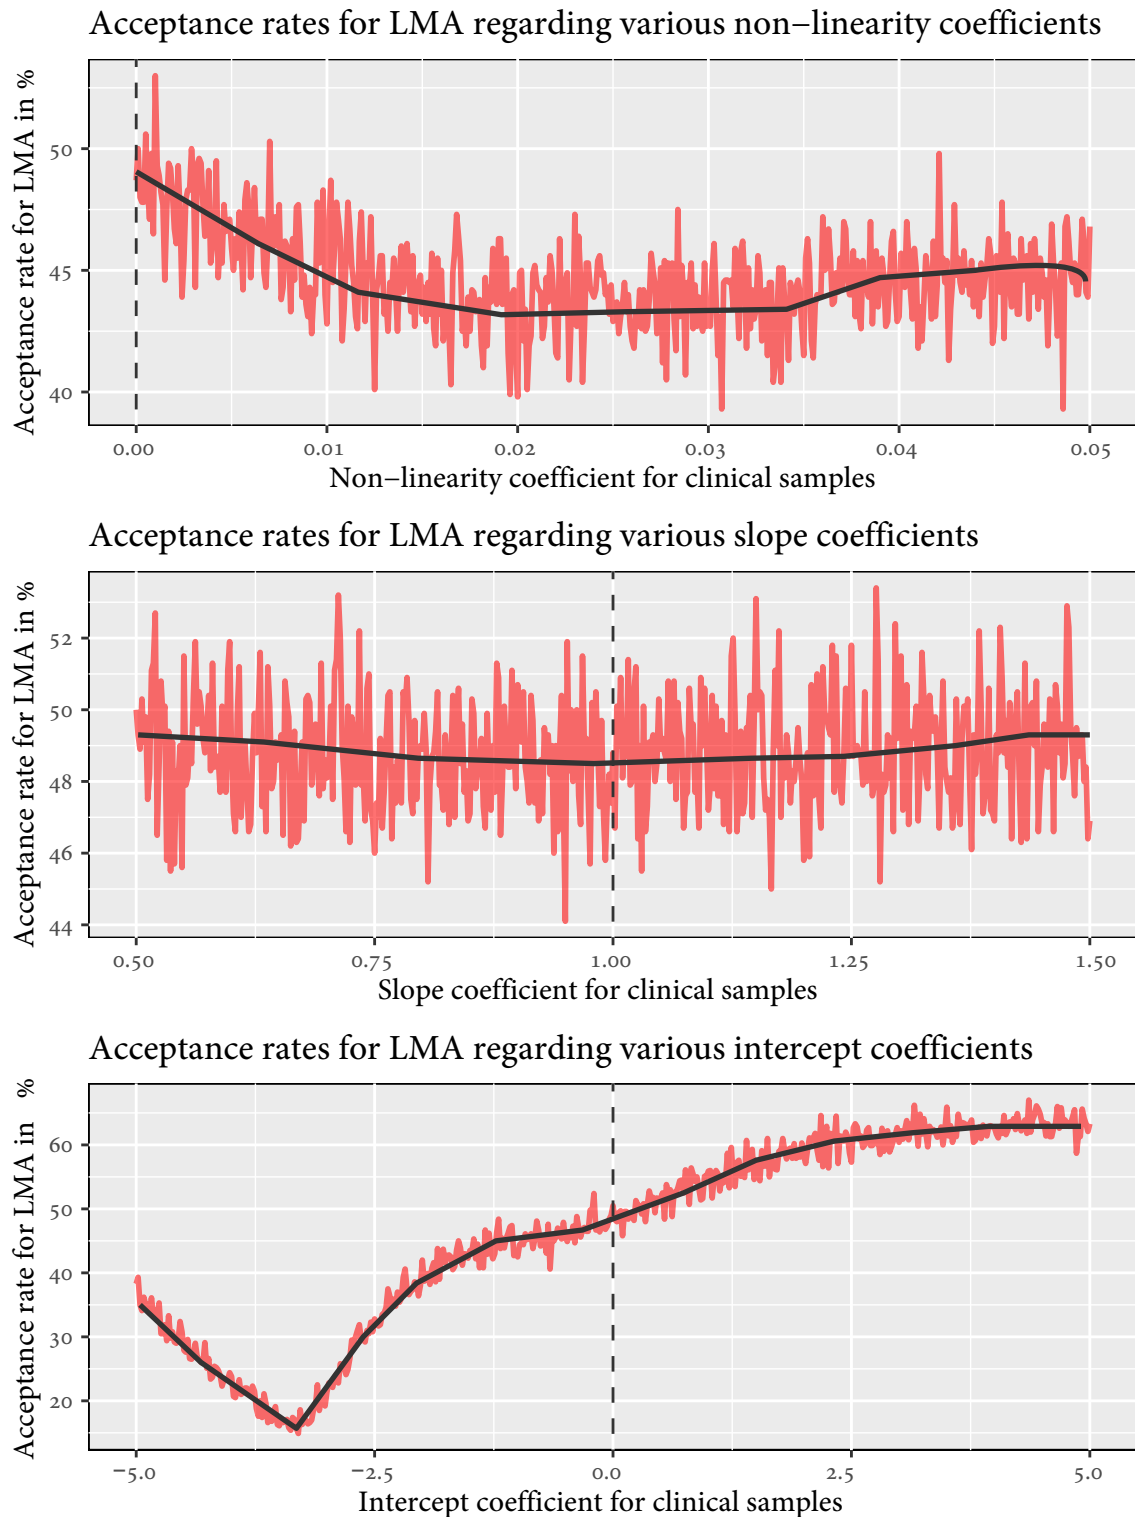 Acceptance rates for LMA regarding various non−linearity coefficients
Acceptance rate for LMA in %
50
45
40
0.00 0.01 0.02 0.03 0.04 0.05
Non−linearity coefficient for clinical samples
Acceptance rates for LMA regarding various slope coefficients
Acceptance rate for LMA in %
52
50
48
46
44
0.50 0.75 1.00 1.25 1.50
Slope coefficient for clinical samples
Acceptance rates for LMA regarding various intercept coefficients
Acceptance rate for LMA in %
60
50
40
30
20
−5.0 −2.5 0.0 2.5 5.0
Intercept coefficient for clinical samples